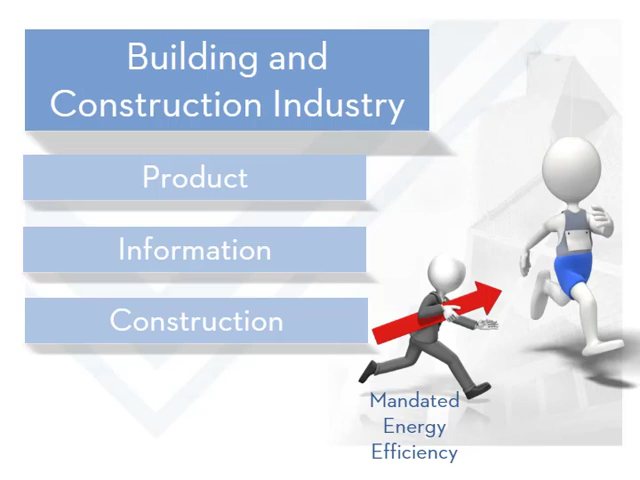 Building and
Construction Industry
Product
Information
Construction
Mandated
Energy
Efficiency